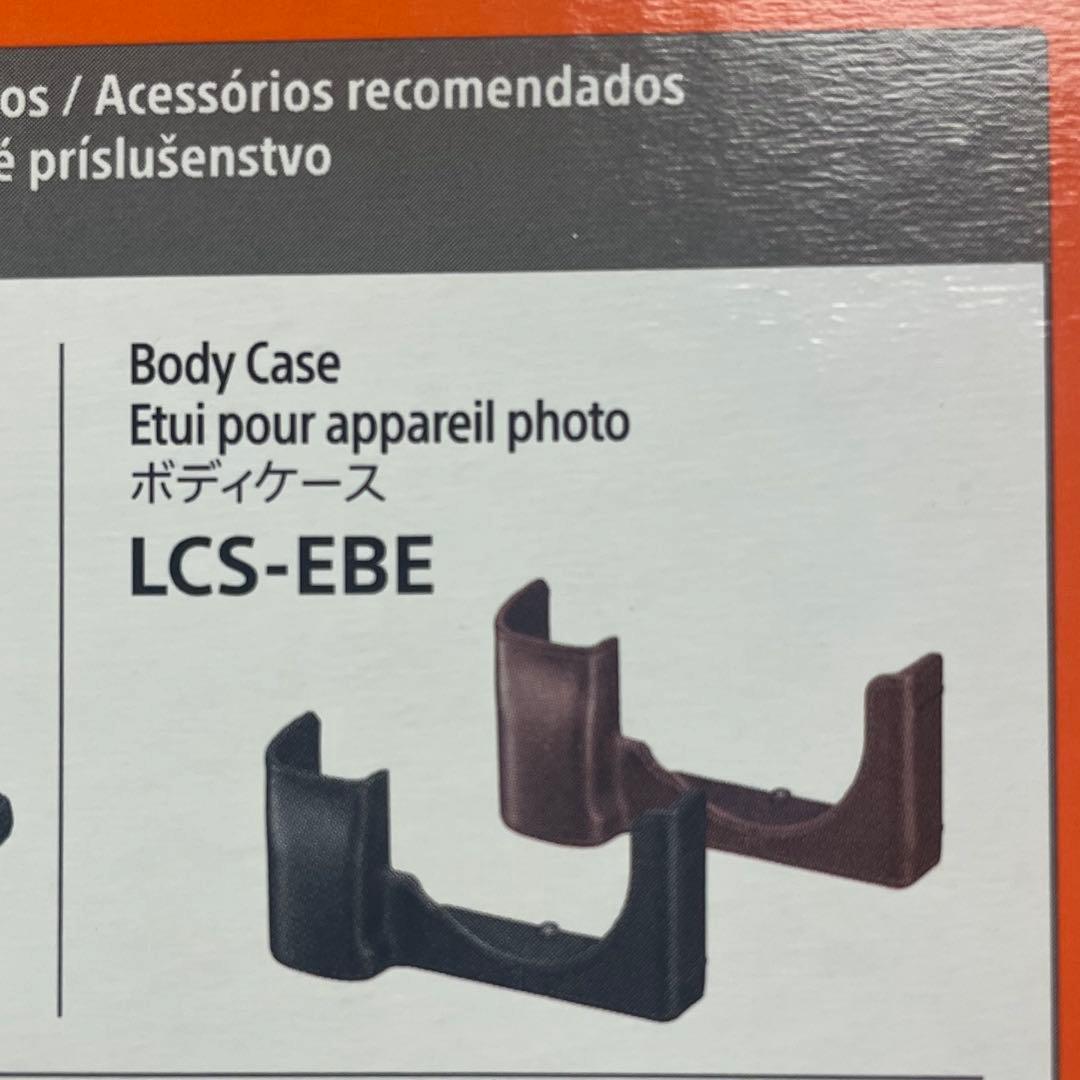 os / Acessórios recomendados
é príslušenstvo
Body Case
Etui pour appareil photo
ボディケース
LCS-EBE